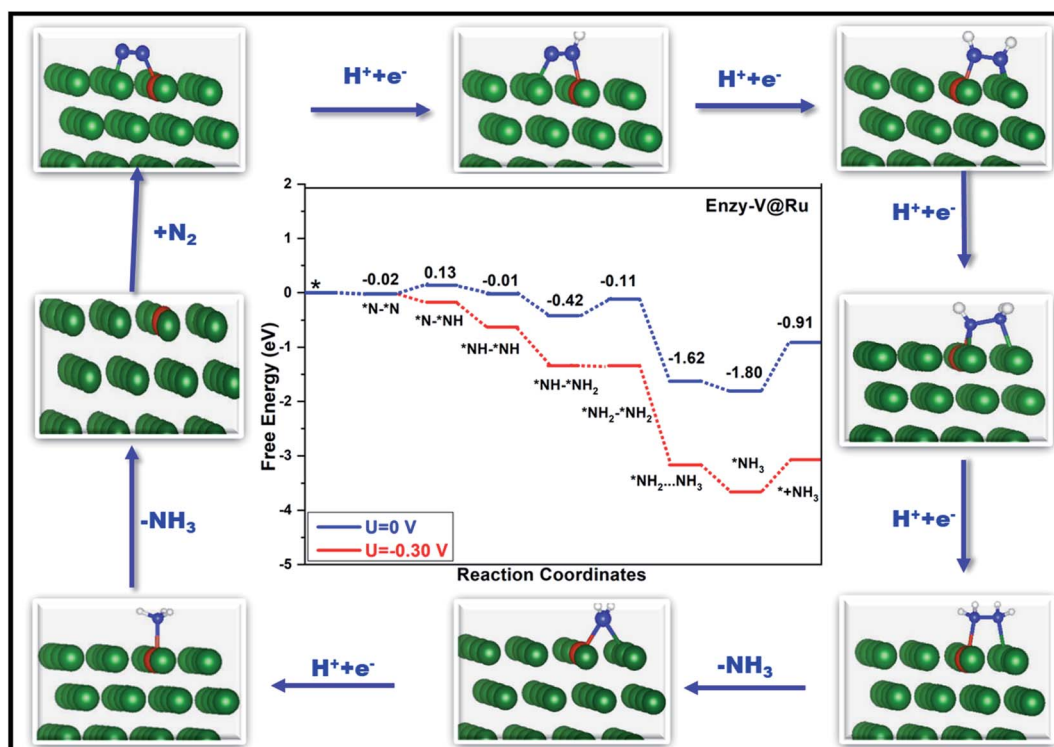 H⁺+e⁻
H⁺+e⁻
H⁺+e⁻
H⁺+e⁻
-NH₃
H⁺+e⁻
-NH₃
+N₂
Enzy-V@Ru
Free Energy (eV)
2
1
0
-1
-2
-3
-4
-5
*
-0.02
0.13
-0.01
-0.42
-0.11
-1.62
-1.80
-0.91
*N-*N
*N-*NH
*NH-*NH
*NH-*NH₂
*NH₂-*NH₂
*NH₂...NH₃
*NH₃
*+NH₃
U=0 V
U=-0.30 V
Reaction Coordinates